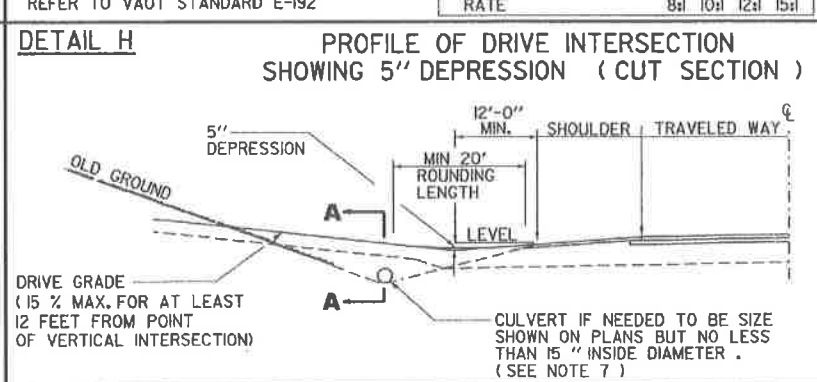 REFER TO VAOT STANDARD E-192
RATE 8:1 10:1 12:1 15:1
DETAIL H
PROFILE OF DRIVE INTERSECTION
SHOWING 5" DEPRESSION ( CUT SECTION )
12'-0"
MIN.
SHOULDER
TRAVELED WAY
℄
5"
DEPRESSION
MIN 20'
ROUNDING
LENGTH
OLD GROUND
A
LEVEL
A
DRIVE GRADE
(15 % MAX. FOR AT LEAST
12 FEET FROM POINT
OF VERTICAL INTERSECTION)
CULVERT IF NEEDED TO BE SIZE
SHOWN ON PLANS BUT NO LESS
THAN 15 " INSIDE DIAMETER .
( SEE NOTE 7 )